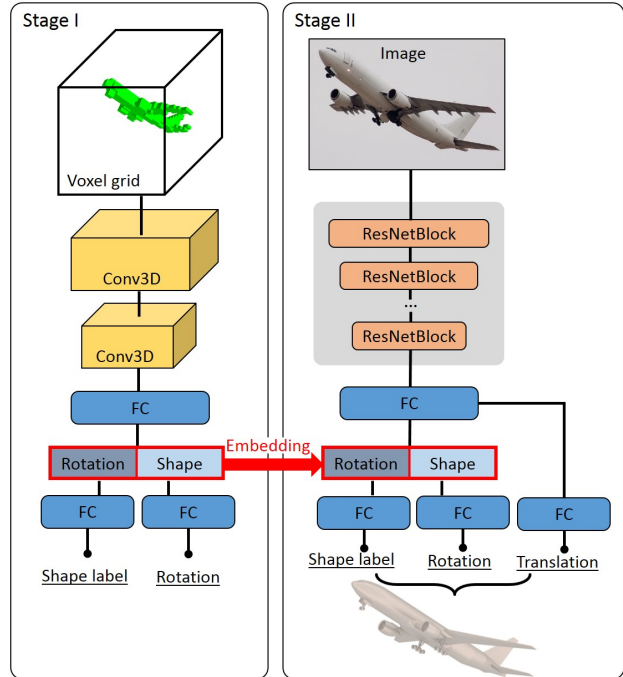 Stage I
Voxel grid
Conv3D
Conv3D
FC
Rotation
Shape
FC
FC
Shape label
Rotation
Embedding
Stage II
Image
ResNetBlock
ResNetBlock
...
ResNetBlock
FC
Rotation
Shape
FC
FC
FC
Shape label
Rotation
Translation